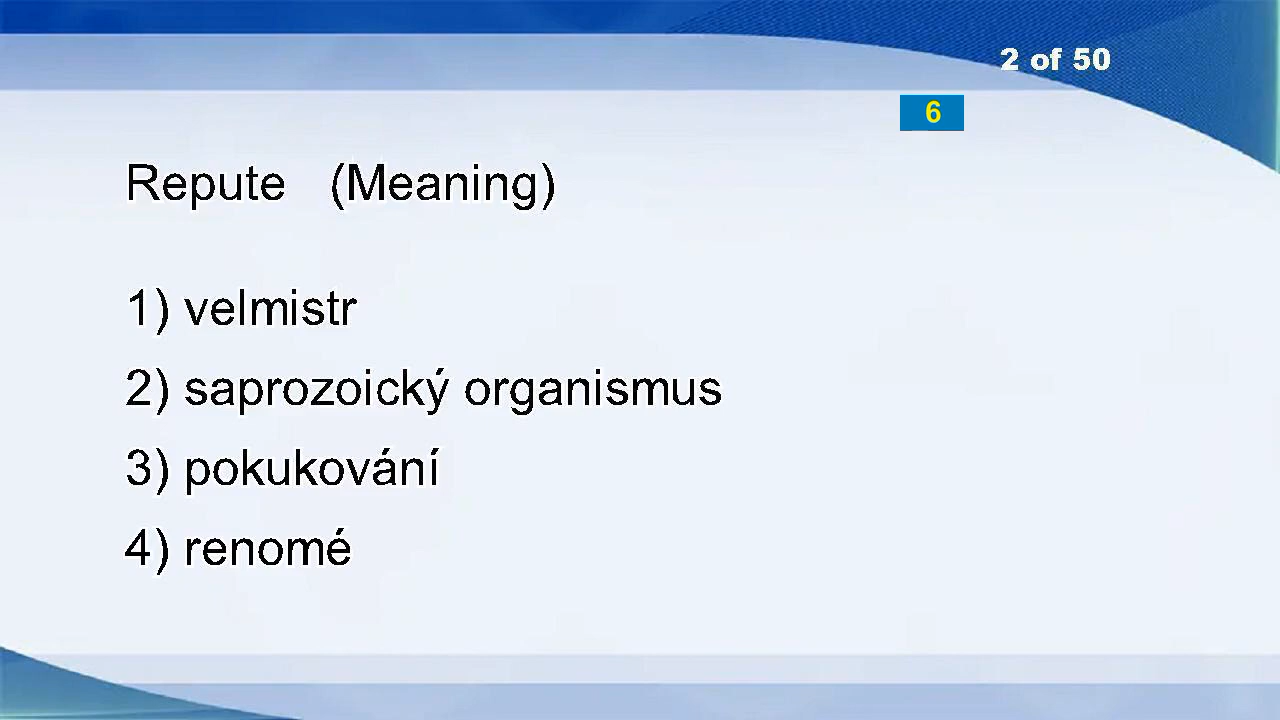 2 of 50
6
Repute (Meaning)
1) velmistr
2) saprozoický organismus
3) pokukování
4) renomé